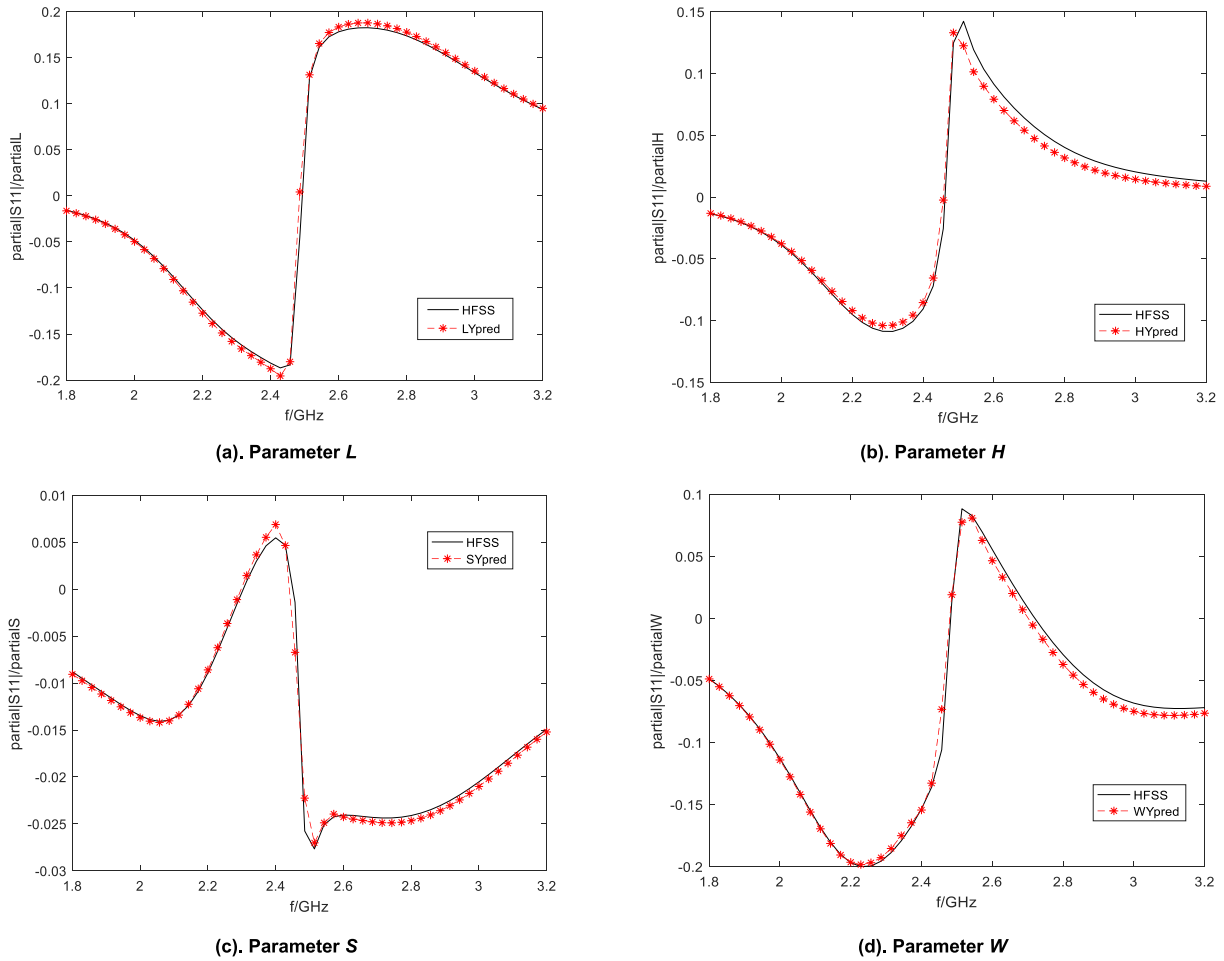 0.2
0.15
0.1
0.05
0
-0.05
-0.1
-0.15
-0.2
partial|S11|/partialL
1.8 2 2.2 2.4 2.6 2.8 3 3.2
f/GHz
HFSS
LYpred
(a). Parameter L
0.15
0.1
0.05
0
-0.05
-0.1
-0.15
partial|S11|/partialH
1.8 2 2.2 2.4 2.6 2.8 3 3.2
f/GHz
HFSS
HYpred
(b). Parameter H
0.01
0.005
0
-0.005
-0.01
-0.015
-0.02
-0.025
-0.03
partial|S11|/partialS
1.8 2 2.2 2.4 2.6 2.8 3 3.2
f/GHz
HFSS
SYpred
(c). Parameter S
0.1
0.05
0
-0.05
-0.1
-0.15
-0.2
partial|S11|/partialW
1.8 2 2.2 2.4 2.6 2.8 3 3.2
f/GHz
HFSS
WYpred
(d). Parameter W